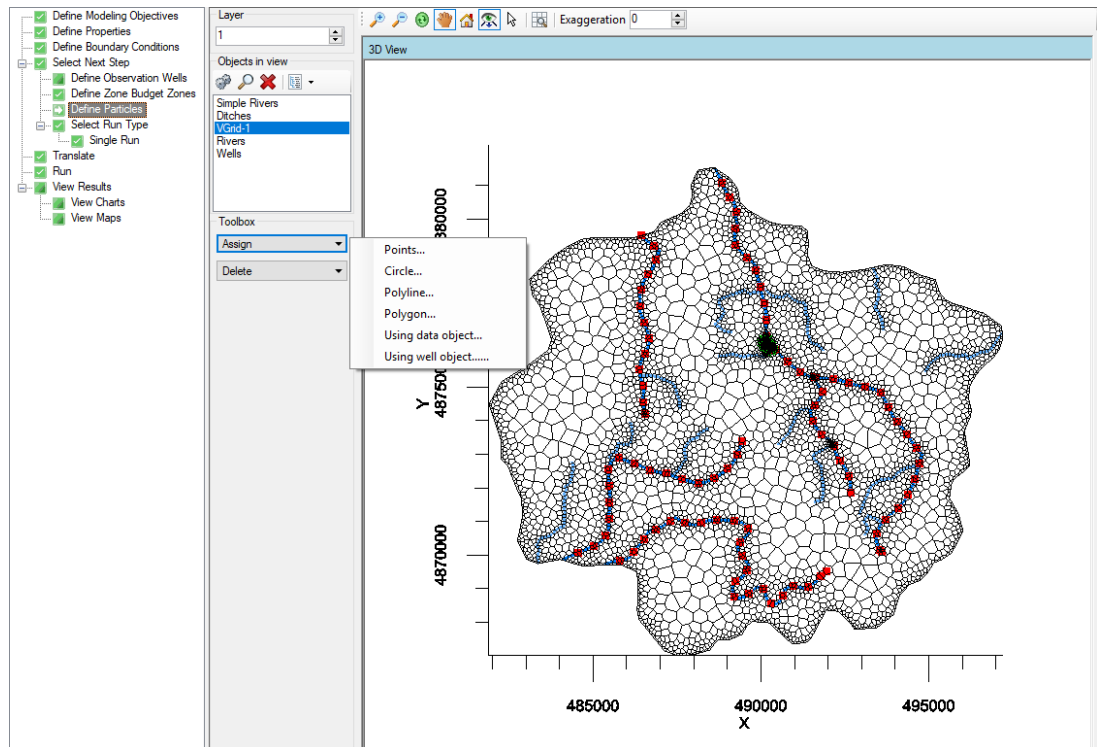 Define Modeling Objectives
Define Properties
Define Boundary Conditions
Select Next Step
Define Observation Wells
Define Zone Budget Zones
Define Particles
Select Run Type
Single Run
Translate
Run
View Results
View Charts
View Maps
Layer
1
Objects in view
Simple Rivers
Ditches
VGrid-1
Rivers
Wells
Toolbox
Assign
Delete
Points...
Circle...
Polyline...
Polygon...
Using data object...
Using well object......
Exaggeration 0
3D View
Y
4870000
485000
490000
495000
X